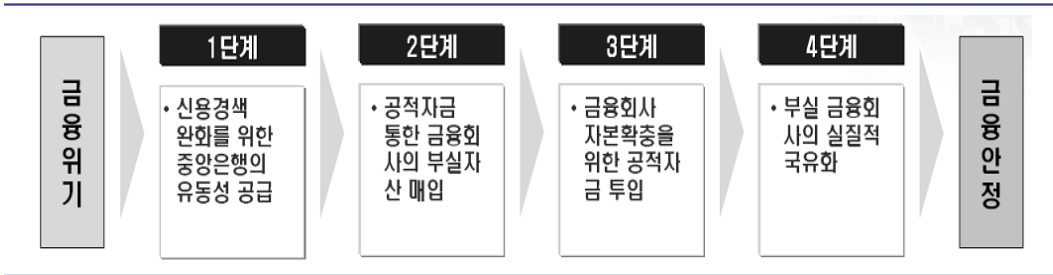 금융위기
1단계
• 신용경색
완화를 위한
중앙은행의
유동성 공급
2단계
• 공적자금
통한 금융회
사의 부실자
산 매입
3단계
• 금융회사
자본확충을
위한 공적자
금 투입
4단계
• 부실 금융회
사의 실질적
국유화
금융안정